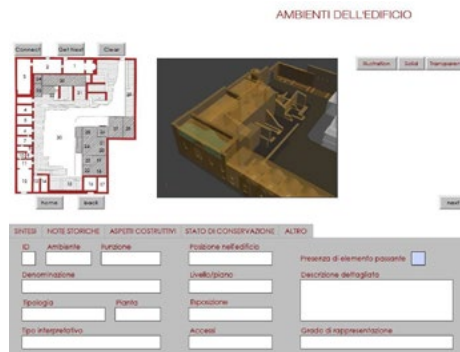 AMBIENTI DELL'EDIFICIO
Connect Get Next Clear
Illustration Solid Transparent
Home Back
Next
SINTESI NOTE STORICHE ASPETTI COSTRUTTIVI STATO DI CONSERVAZIONE ALTRO
ID Ambiente Funzione Posizione nell'edificio
Presenza di elemento passante
Denominazione Livello/piano Descrizione dettagliata
Tipologia Pianta Esposizione
Tipo interpretativo Accessi Grado di rappresentazione